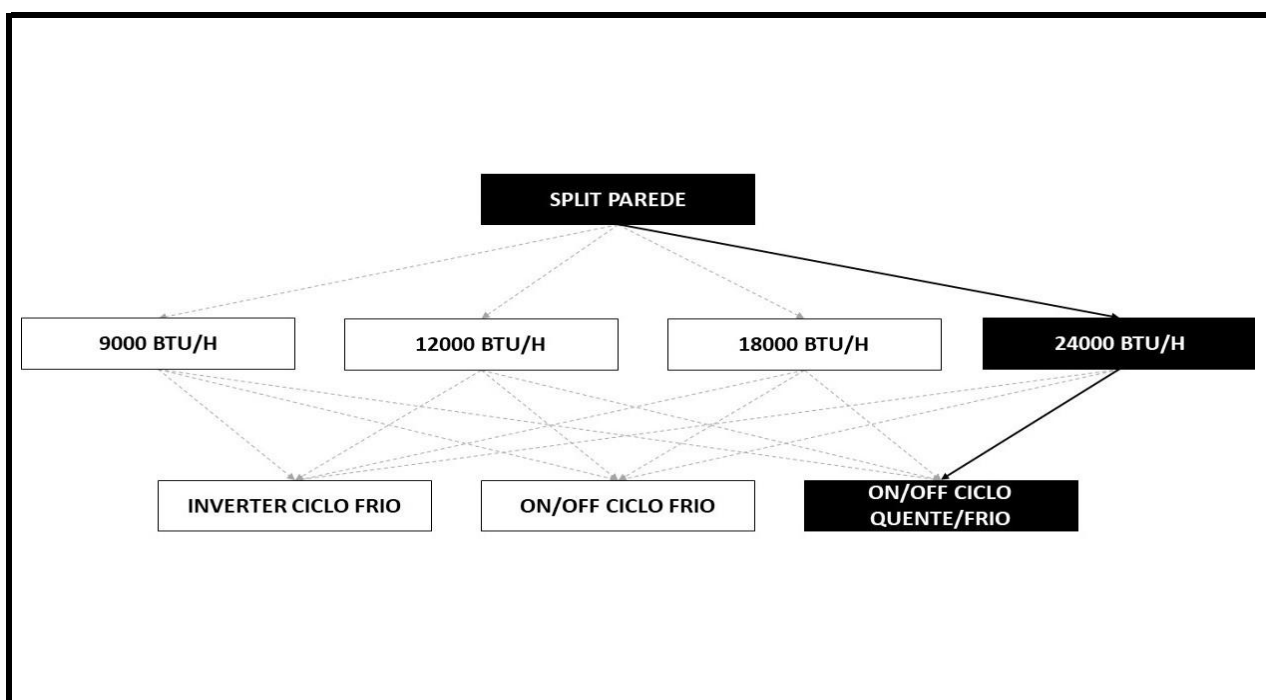 SPLIT PAREDE
9000 BTU/H
12000 BTU/H
18000 BTU/H
24000 BTU/H
INVERTER CICLO FRIO
ON/OFF CICLO FRIO
ON/OFF CICLO
QUENTE/FRIO